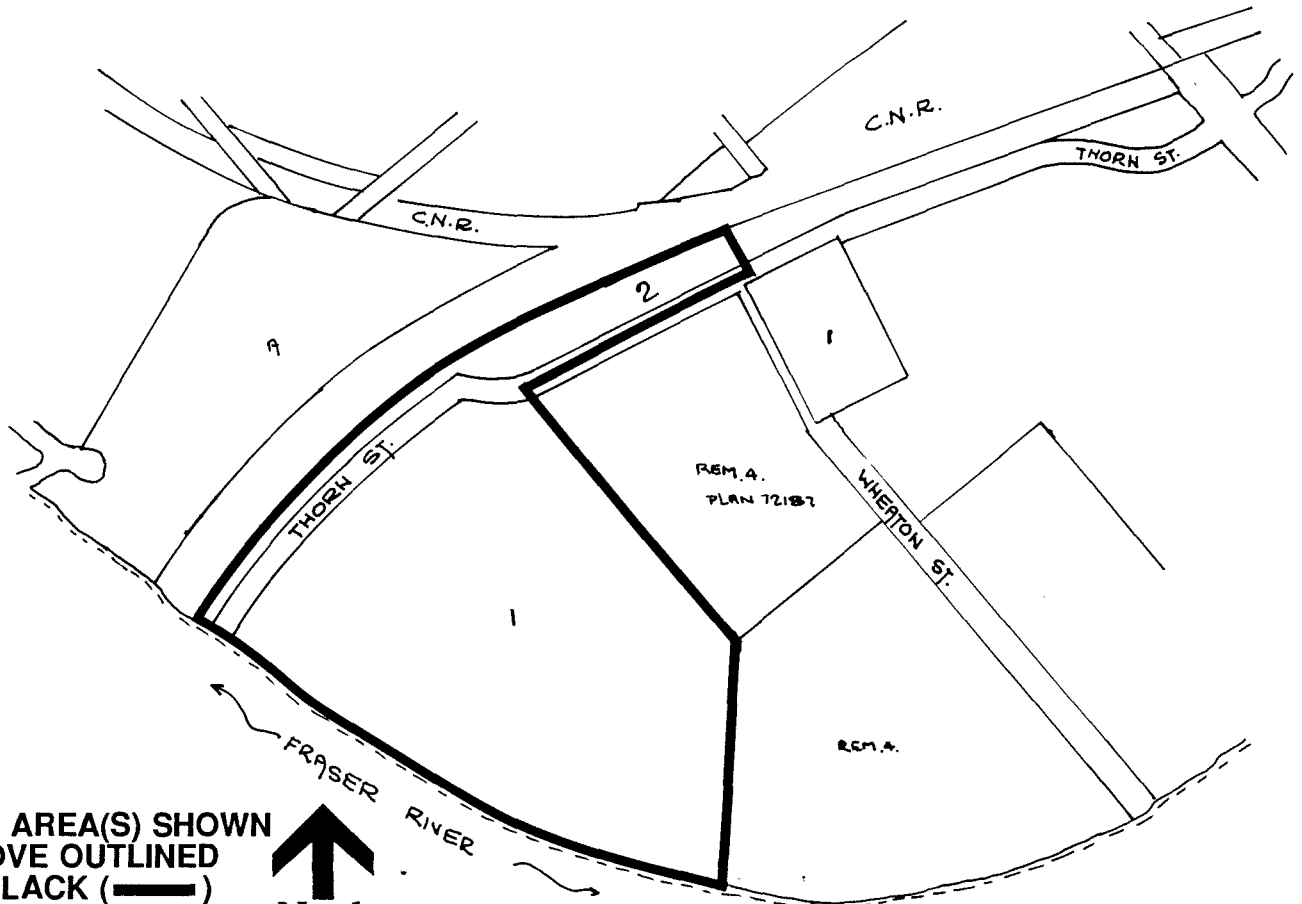 C.N.R.
THORN ST.
C.N.R.
2
A
1
THORN ST.
REM. 4.
PLAN 72187
WHEATON ST.
1
REM. 4.
FRASER RIVER
AREA(S) SHOWN
OVE OUTLINED
LACK ( )